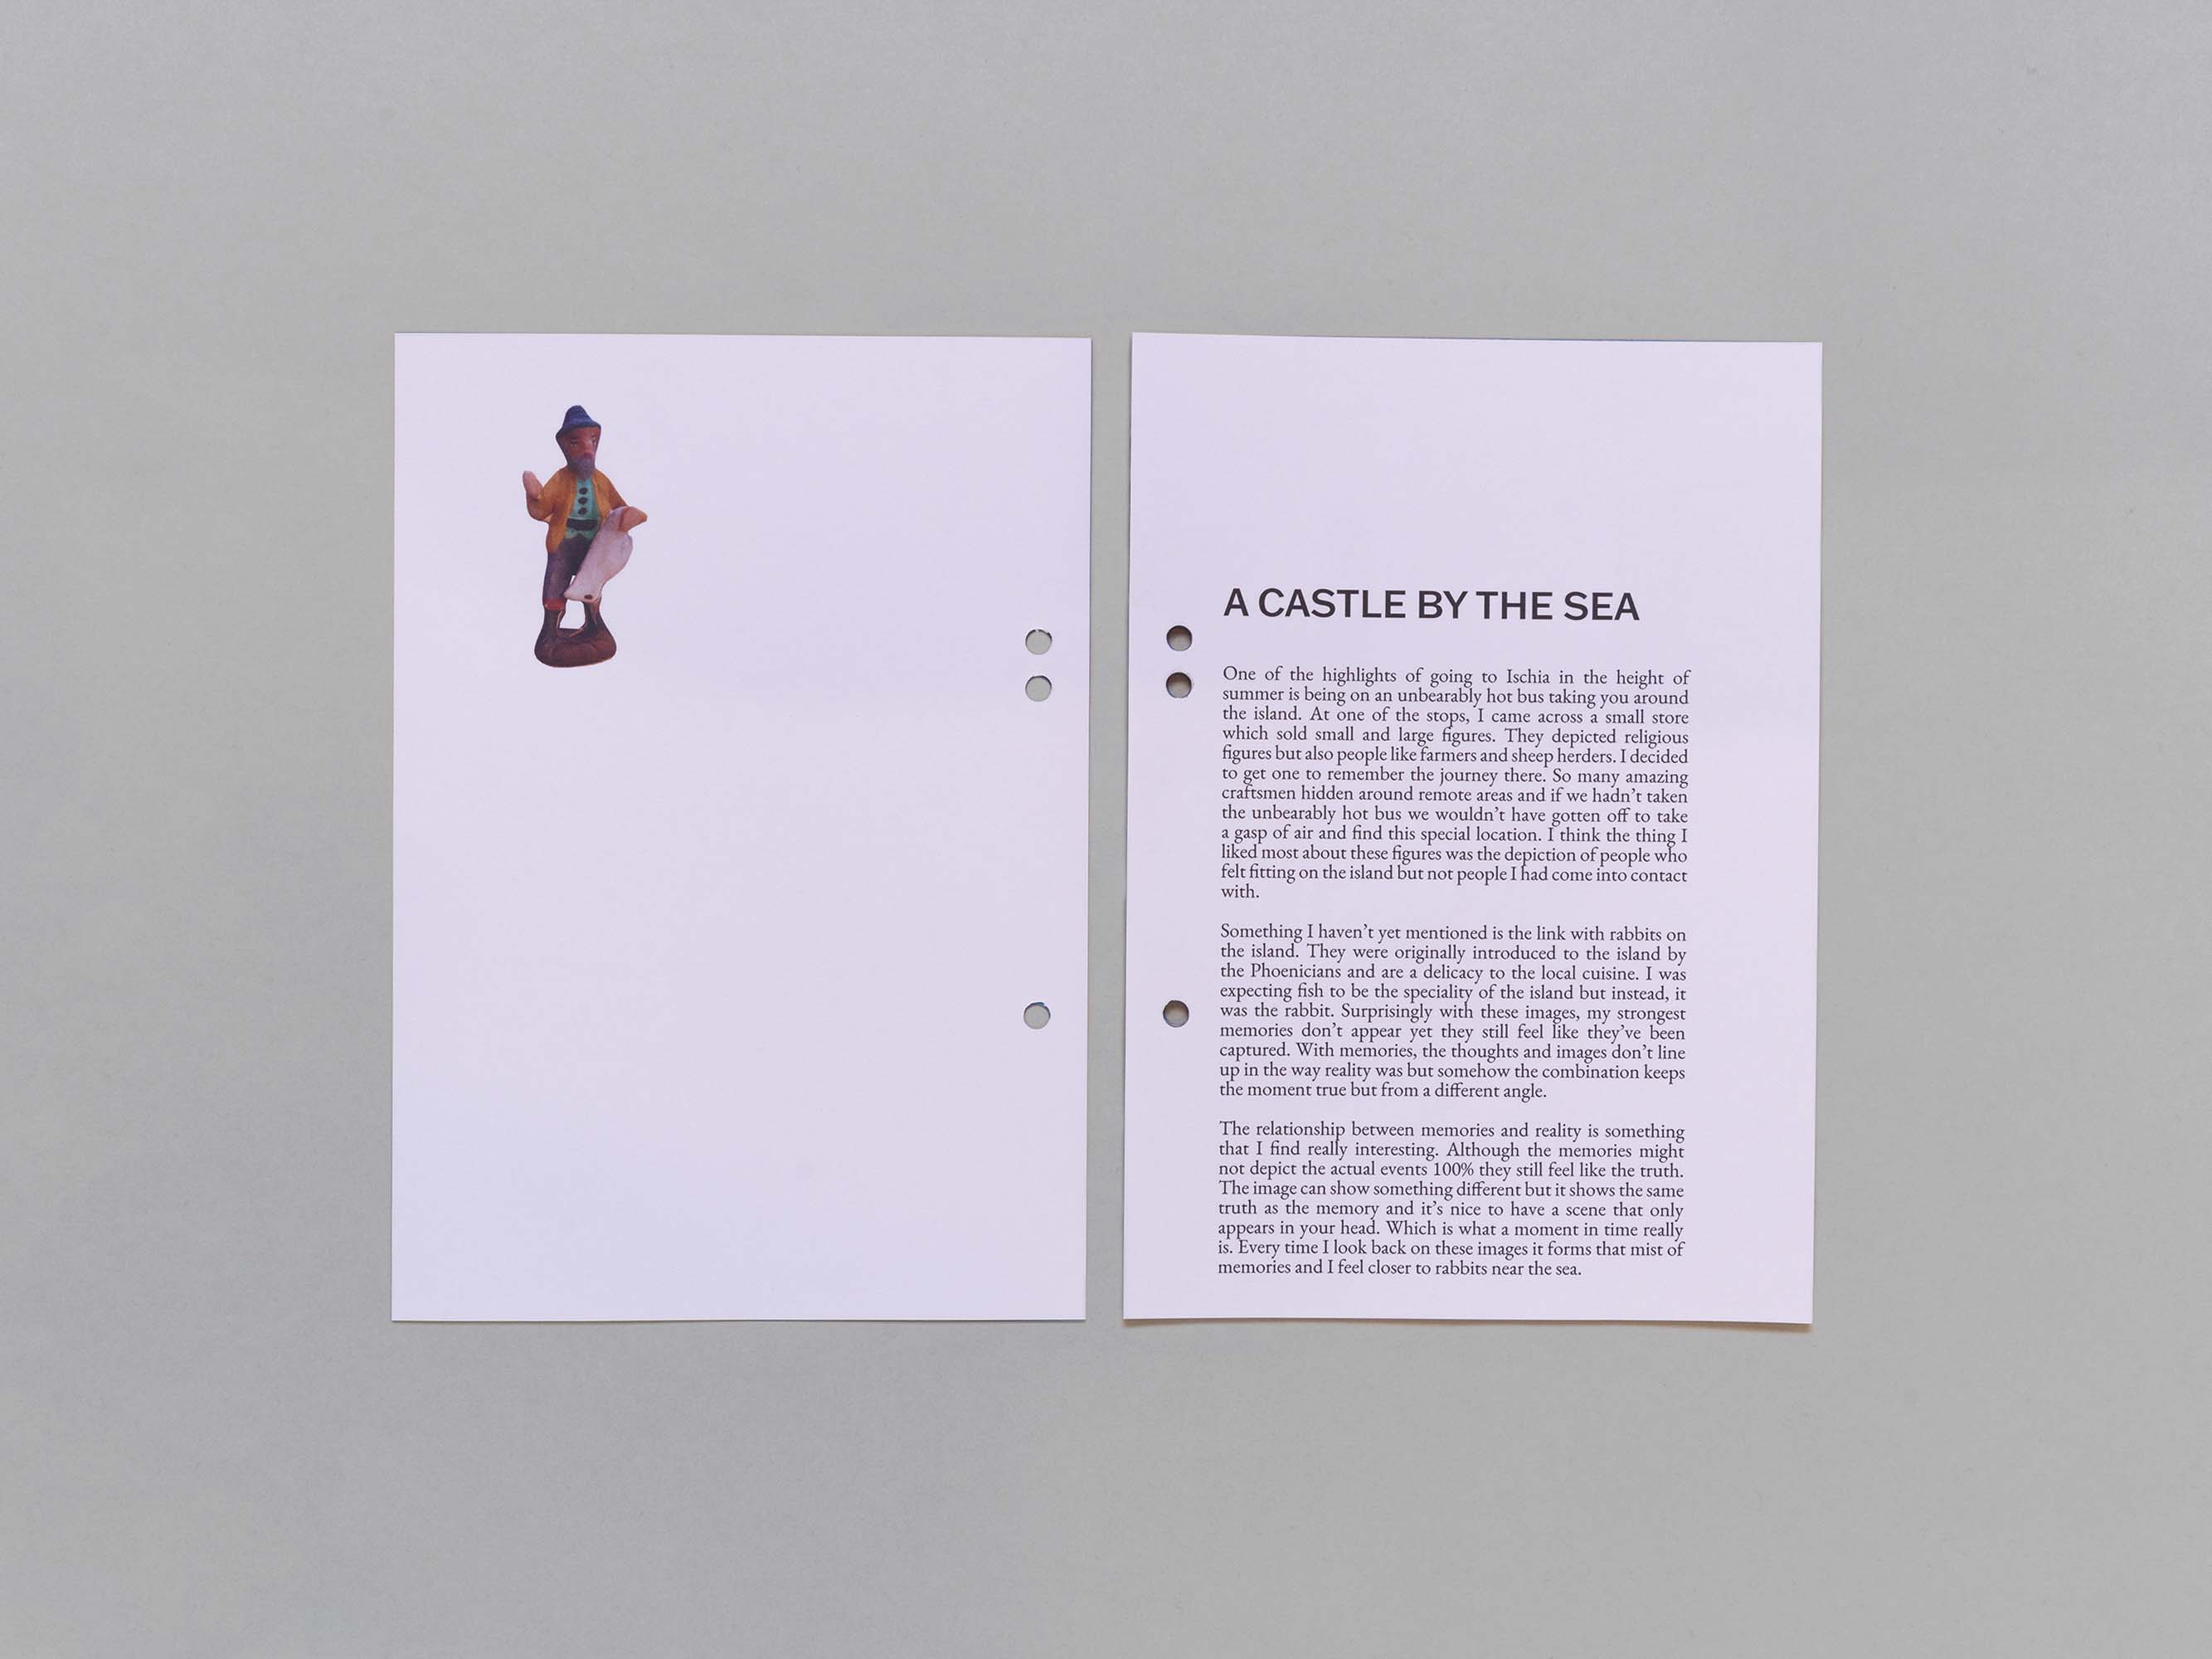 A CASTLE BY THE SEA
One of the highlights of going to Ischia in the height of
summer is being on an unbearably hot bus taking you around
the island. At one of the stops, I came across a small store
which sold small and large figures. They depicted religious
figures but also people like farmers and sheep herders. I decided
to get one to remember the journey there. So many amazing
craftsmen hidden around remote areas and if we hadn’t taken
the unbearably hot bus we wouldn’t have gotten off to take
a gasp of air and find this special location. I think the thing I
liked most about these figures was the depiction of people who
felt fitting on the island but not people I had come into contact
with.
Something I haven’t yet mentioned is the link with rabbits on
the island. They were originally introduced to the island by
the Phoenicians and are a delicacy to the local cuisine. I was
expecting fish to be the speciality of the island but instead, it
was the rabbit. Surprisingly with these images, my strongest
memories don’t appear yet they still feel like they’ve been
captured. With memories, the thoughts and images don’t line
up in the way reality was but somehow the combination keeps
the moment true but from a different angle.
The relationship between memories and reality is something
that I find really interesting. Although the memories might
not depict the actual events 100% they still feel like the truth.
The image can show something different but it shows the same
truth as the memory and it’s nice to have a scene that only
appears in your head. Which is what a moment in time really
is. Every time I look back on these images it forms that mist of
memories and I feel closer to rabbits near the sea.